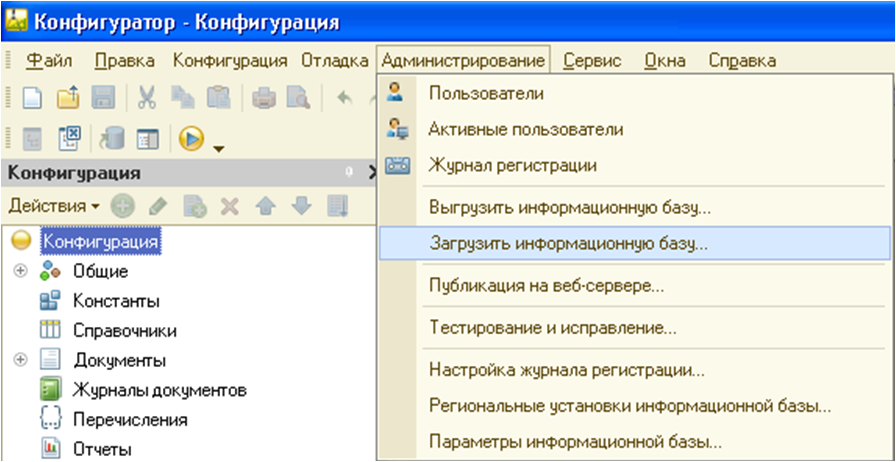 Конфигуратор - Конфигурация
Файл Правка Конфигурация Отладка Администрирование Сервис Окна Справка
Пользователи
Активные пользователи
Журнал регистрации
Выгрузить информационную базу...
Загрузить информационную базу...
Публикация на веб-сервере...
Тестирование и исправление...
Настройка журнала регистрации...
Региональные установки информационной базы...
Параметры информационной базы...
Конфигурация
Действия
Конфигурация
Общие
Константы
Справочники
Документы
Журналы документов
Перечисления
Отчеты